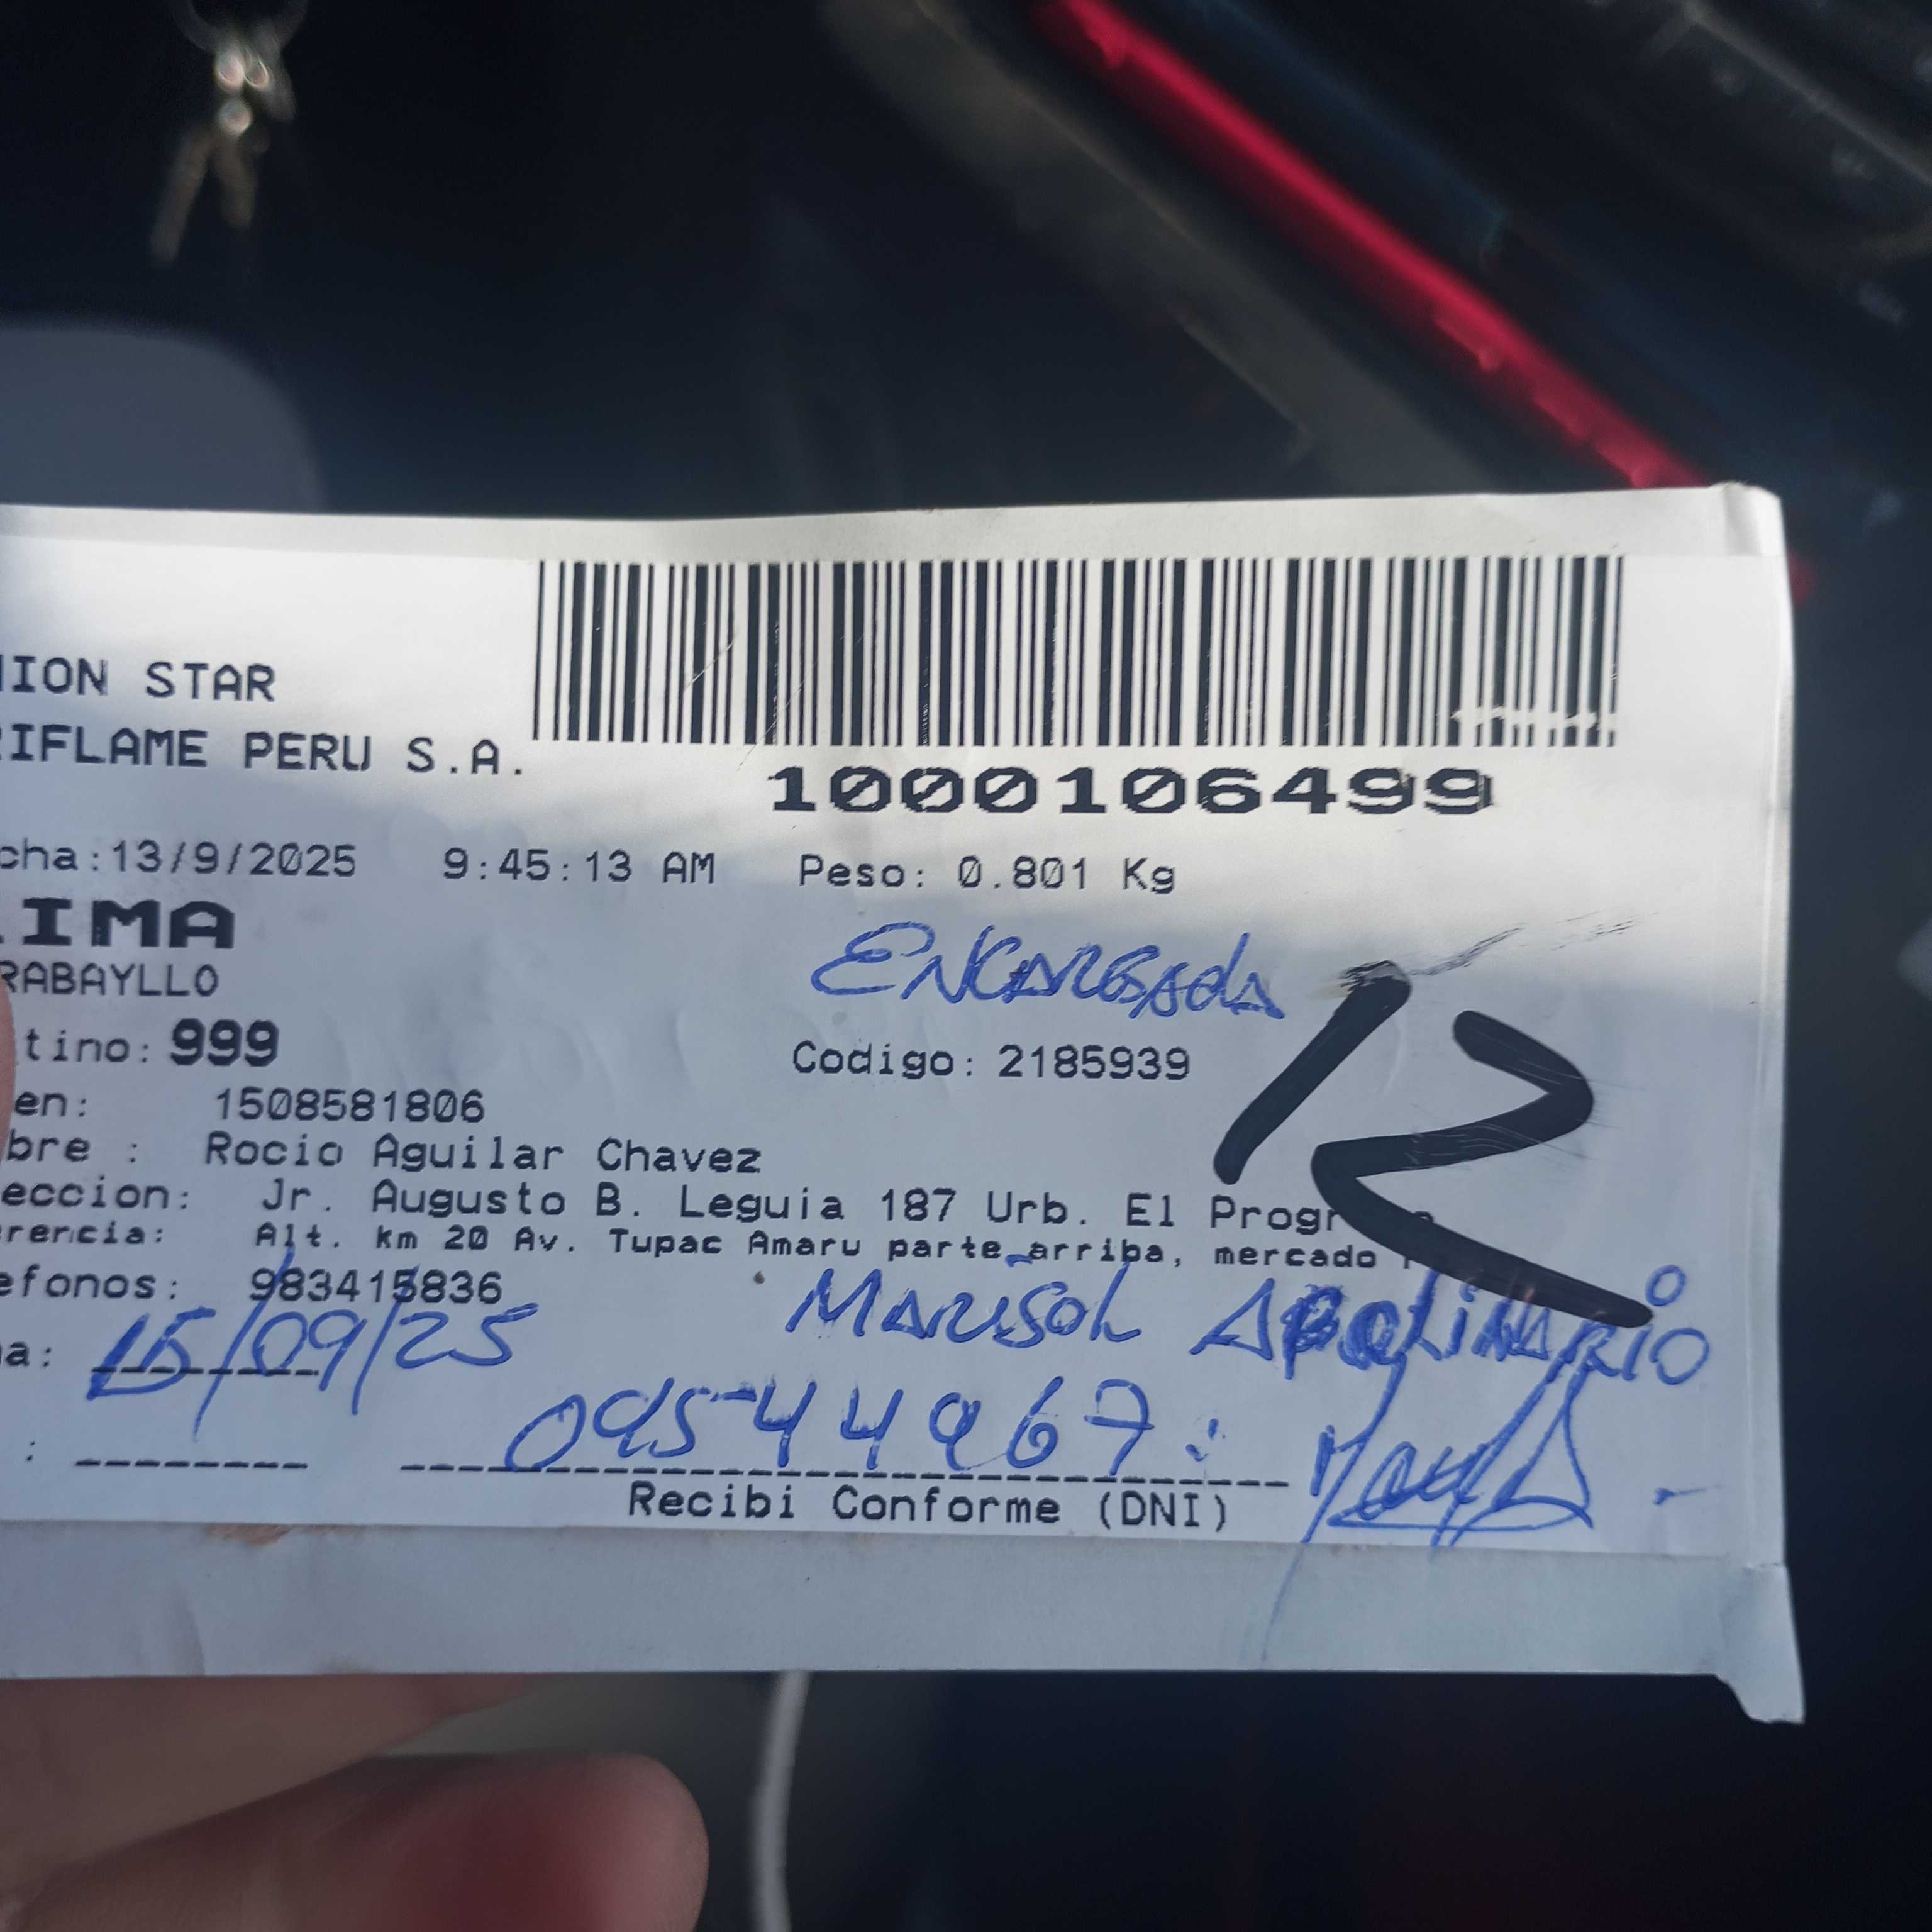 ION STAR
RIFLAME PERU S.A.
1000106499
cha:13/9/2025 9:45:13 AM Peso: 0.801 Kg
IMA
RABAYLLO
ENCARGADA
tino: 999
Codigo: 2185939
en: 1508581806
bre : Rocio Aguilar Chavez
eccion: Jr. Augusto B. Leguia 187 Urb. El Progr
erencia: Alt. km 20 Av. Tupac Amaru parte arriba, mercado
efonos: 983415836
MARISOL APOLINARIO
a: 15/09/25
09544967
: 
Recibi Conforme (DNI)
12